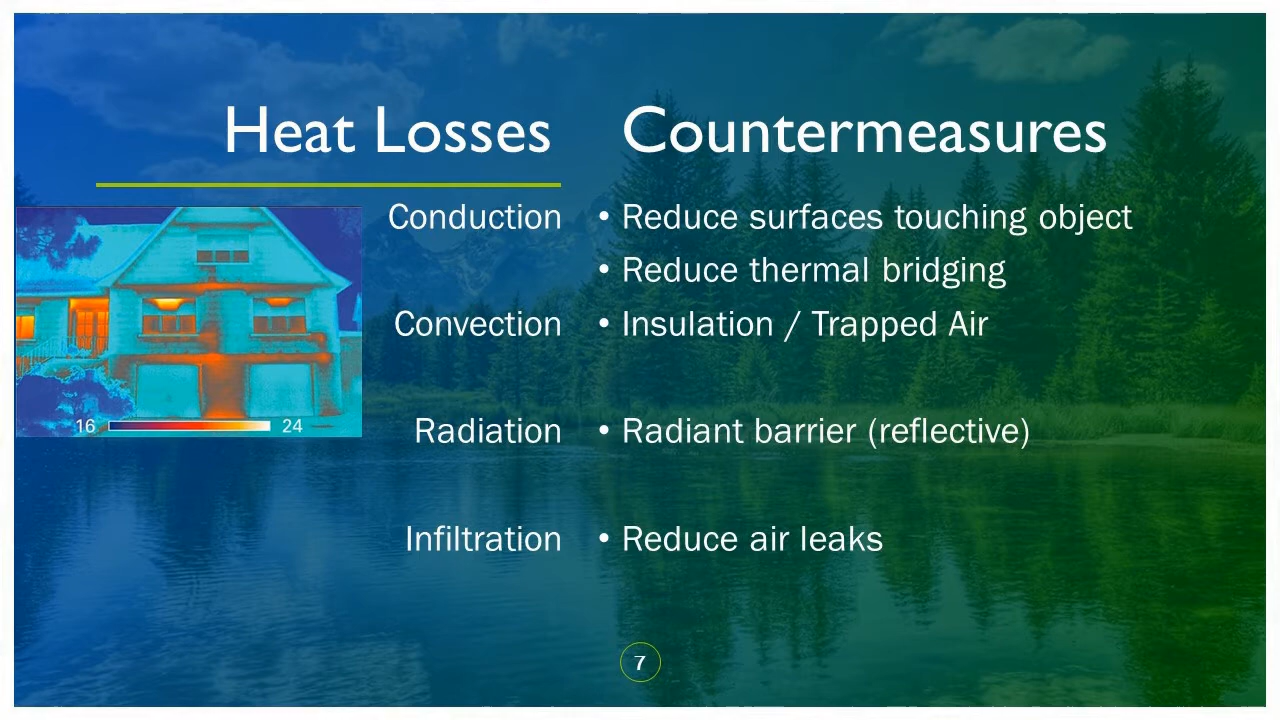 Heat Losses Countermeasures
Conduction • Reduce surfaces touching object
• Reduce thermal bridging
Convection • Insulation / Trapped Air
16 24
Radiation • Radiant barrier (reflective)
Infiltration • Reduce air leaks
7